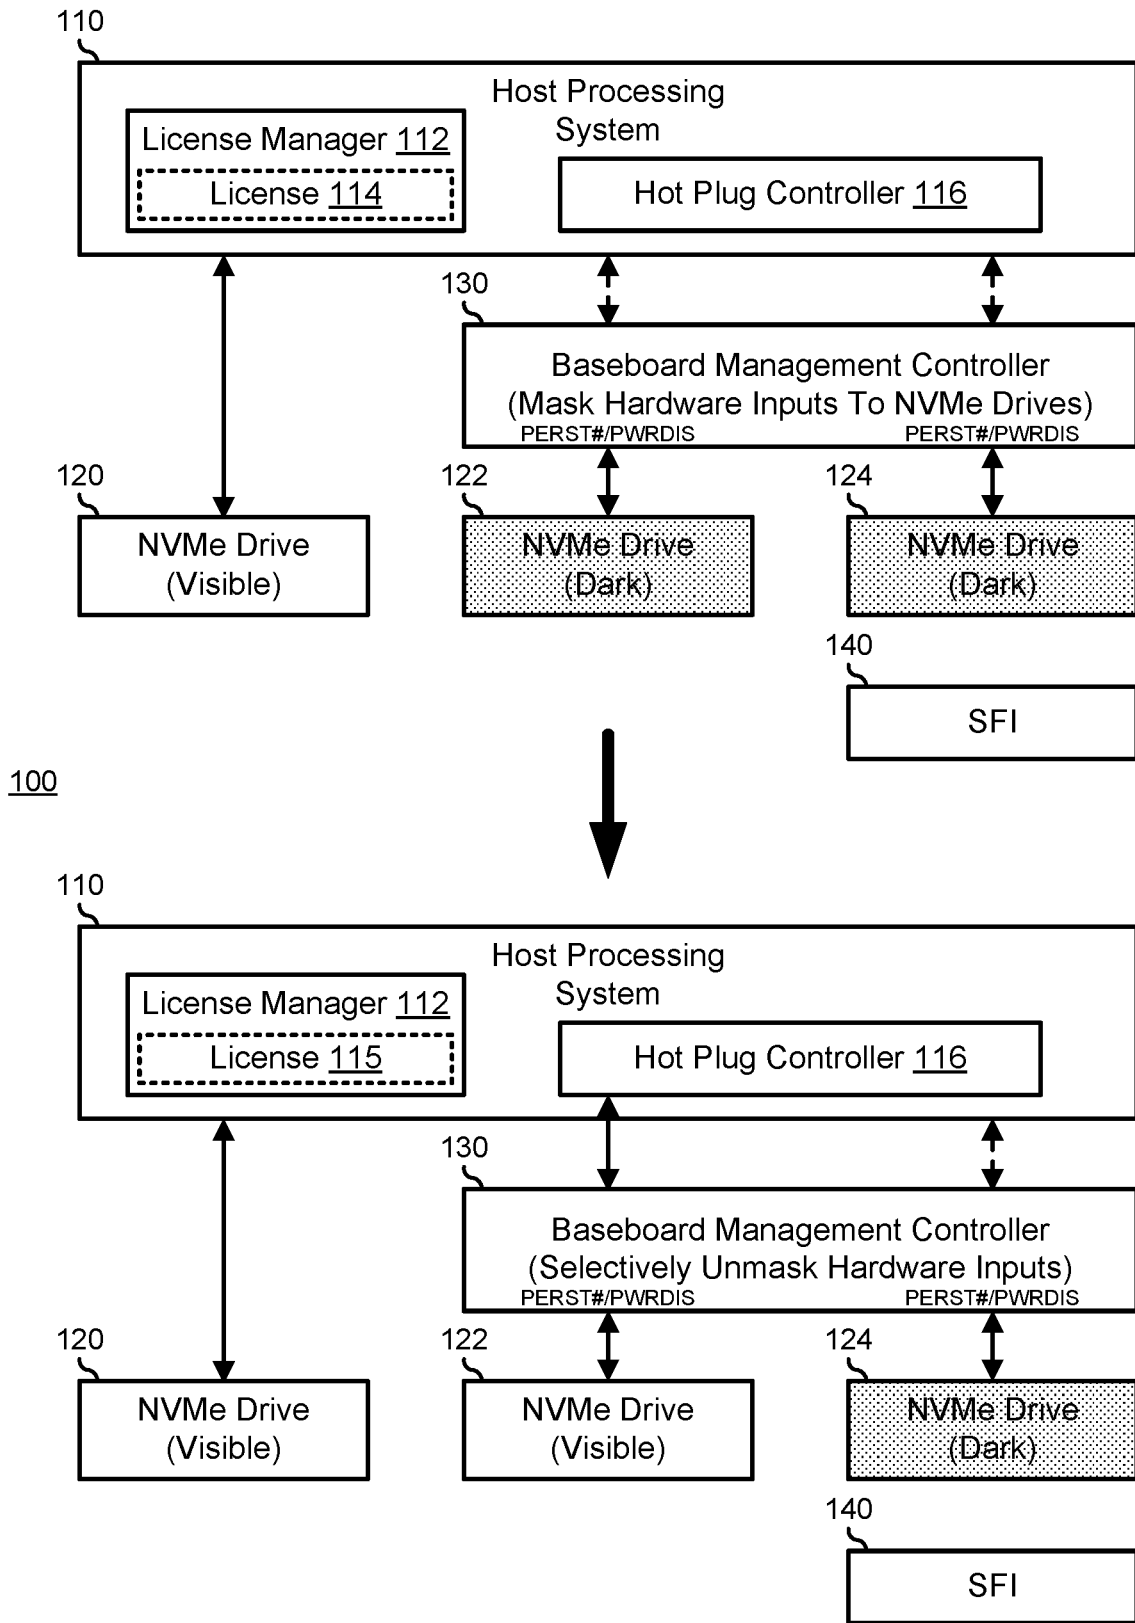 110
Host Processing
System
License Manager 112
License 114
Hot Plug Controller 116
130
Baseboard Management Controller
(Mask Hardware Inputs To NVMe Drives)
PERST#/PWRDIS PERST#/PWRDIS
120 122 124
NVMe Drive NVMe Drive NVMe Drive
(Visible) (Dark) (Dark)
140
SFI
100
110
Host Processing
System
License Manager 112
License 115
Hot Plug Controller 116
130
Baseboard Management Controller
(Selectively Unmask Hardware Inputs)
PERST#/PWRDIS PERST#/PWRDIS
120 122 124
NVMe Drive NVMe Drive NVMe Drive
(Visible) (Visible) (Dark)
140
SFI